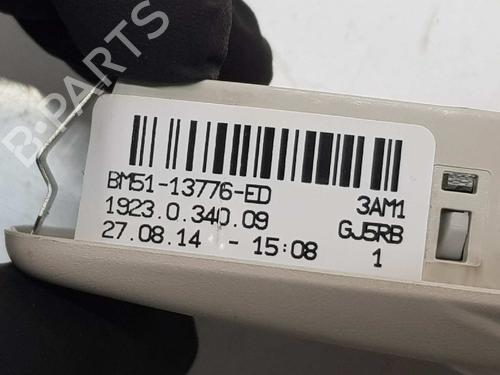 B-PARTS
BM51-13776-ED 3AM1
1923.0.340.09 GJ5RB
27.08.14 - 15:08 1